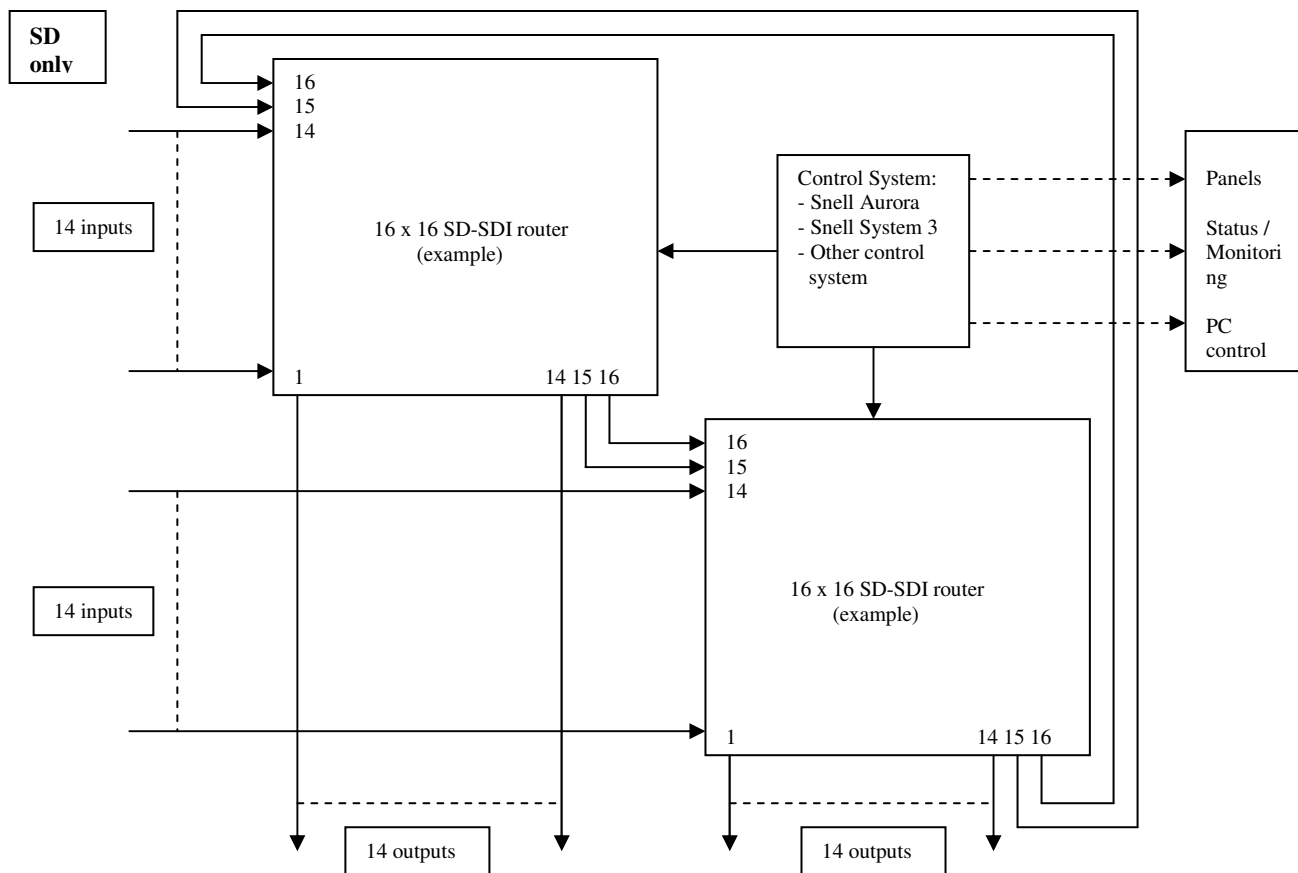 SD
only
16
15
14
14 inputs
16 x 16 SD-SDI router
(example)
1
14 15 16
Control System:
- Snell Aurora
- Snell System 3
- Other control
system
Panels
Status /
Monitori
ng
PC
control
16
15
14
14 inputs
16 x 16 SD-SDI router
(example)
1
14 15 16
14 outputs
14 outputs